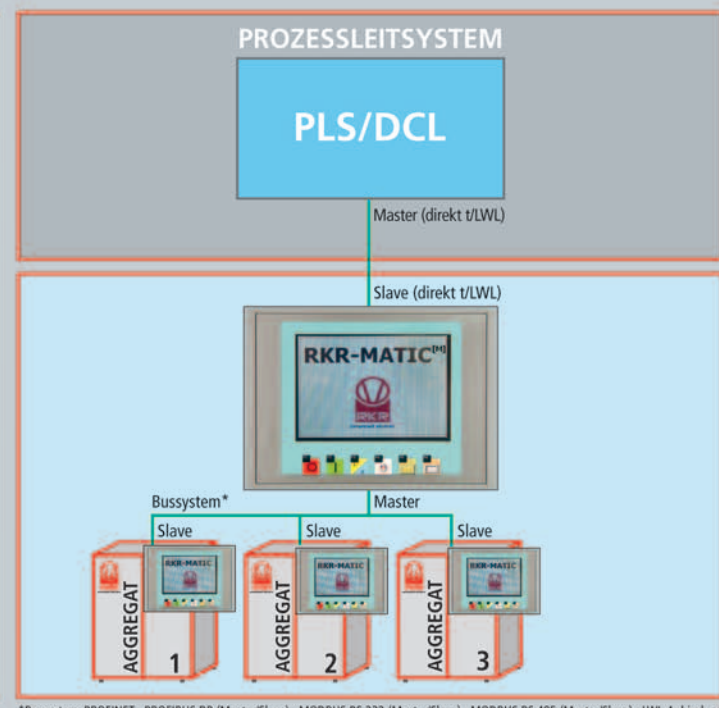 PROZESSLEITSYSTEM
PLS/DCL
Master (direkt t/LWL)
Slave (direkt t/LWL)
RKR-MATIC[M]
RKR
Bussystem*
Master
Slave
Slave
Slave
RKR-MATIC
RKR-MATIC
RKR-MATIC
AGGREGAT
1
AGGREGAT
2
AGGREGAT
3